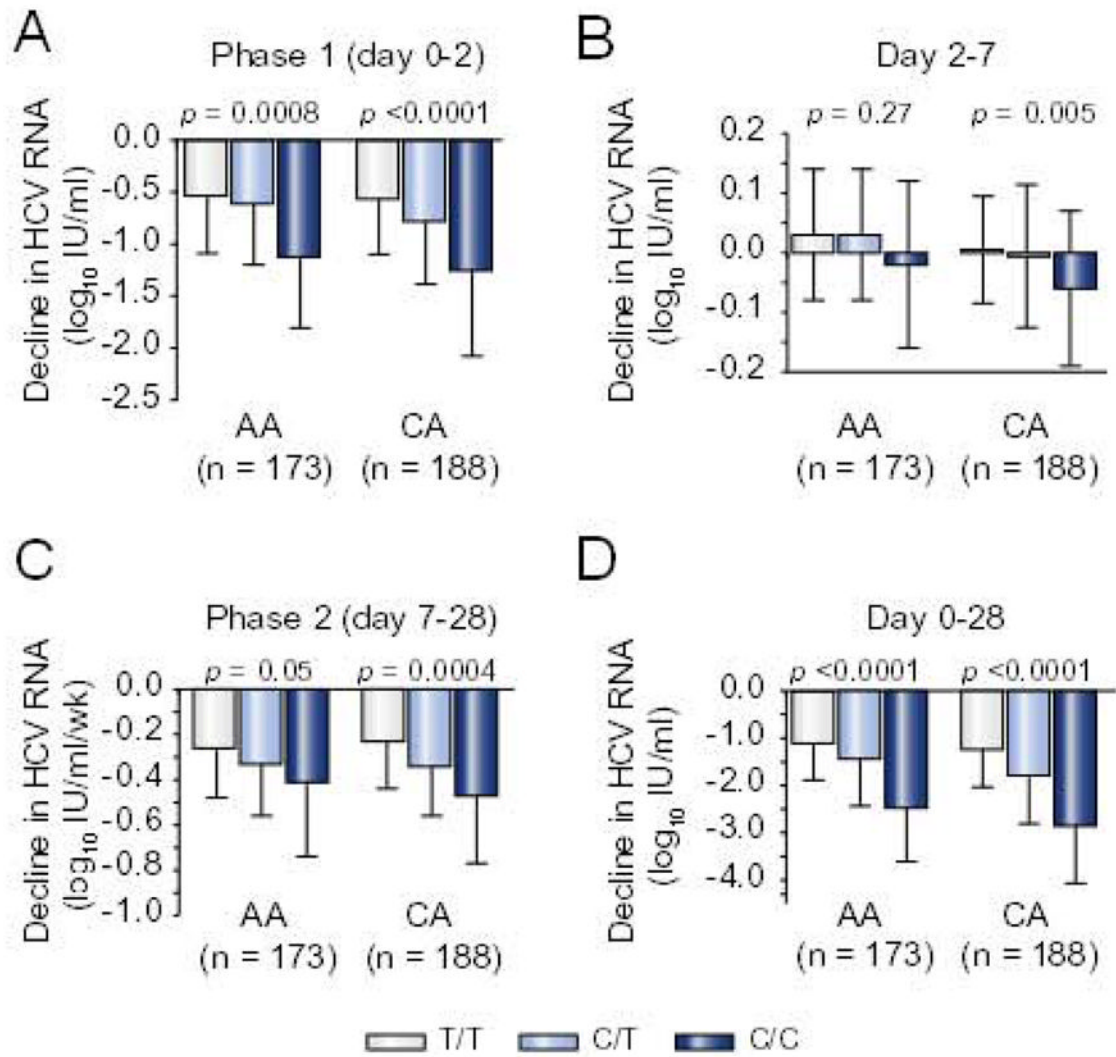 A
Phase 1 (day 0-2)
Decline in HCV RNA
(log10 IU/ml)
p = 0.0008
p <0.0001
0.0
-0.5
-1.0
-1.5
-2.0
-2.5
AA
(n = 173)
CA
(n = 188)
B
Day 2-7
Decline in HCV RNA
(log10 IU/ml)
p = 0.27
p = 0.005
0.2
0.1
0.0
-0.1
-0.2
AA
(n = 173)
CA
(n = 188)
C
Phase 2 (day 7-28)
Decline in HCV RNA
(log10 IU/ml/wk)
p = 0.05
p = 0.0004
0.0
-0.2
-0.4
-0.6
-0.8
-1.0
AA
(n = 173)
CA
(n = 188)
D
Day 0-28
Decline in HCV RNA
(log10 IU/ml)
p <0.0001
p <0.0001
0.0
-1.0
-2.0
-3.0
-4.0
AA
(n = 173)
CA
(n = 188)
T/T
C/T
C/C